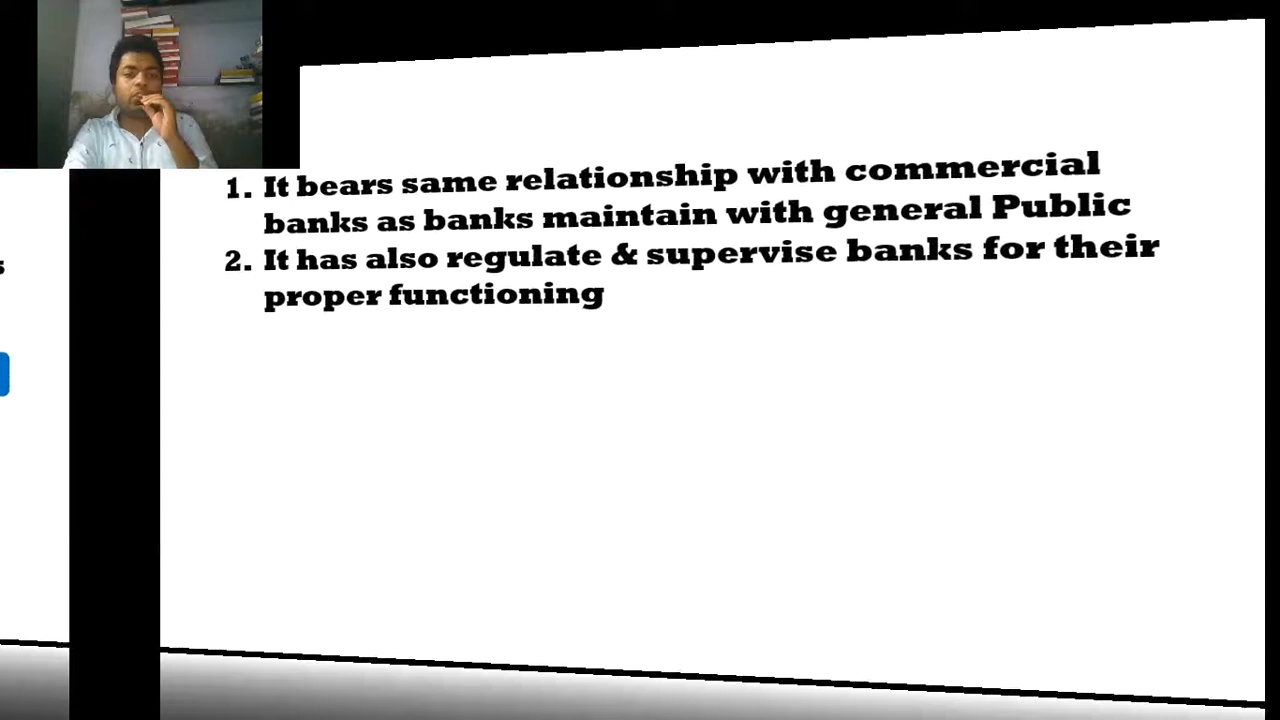 1. It bears same relationship with commercial
banks as banks maintain with general Public
2. It has also regulate & supervise banks for their
proper functioning
s